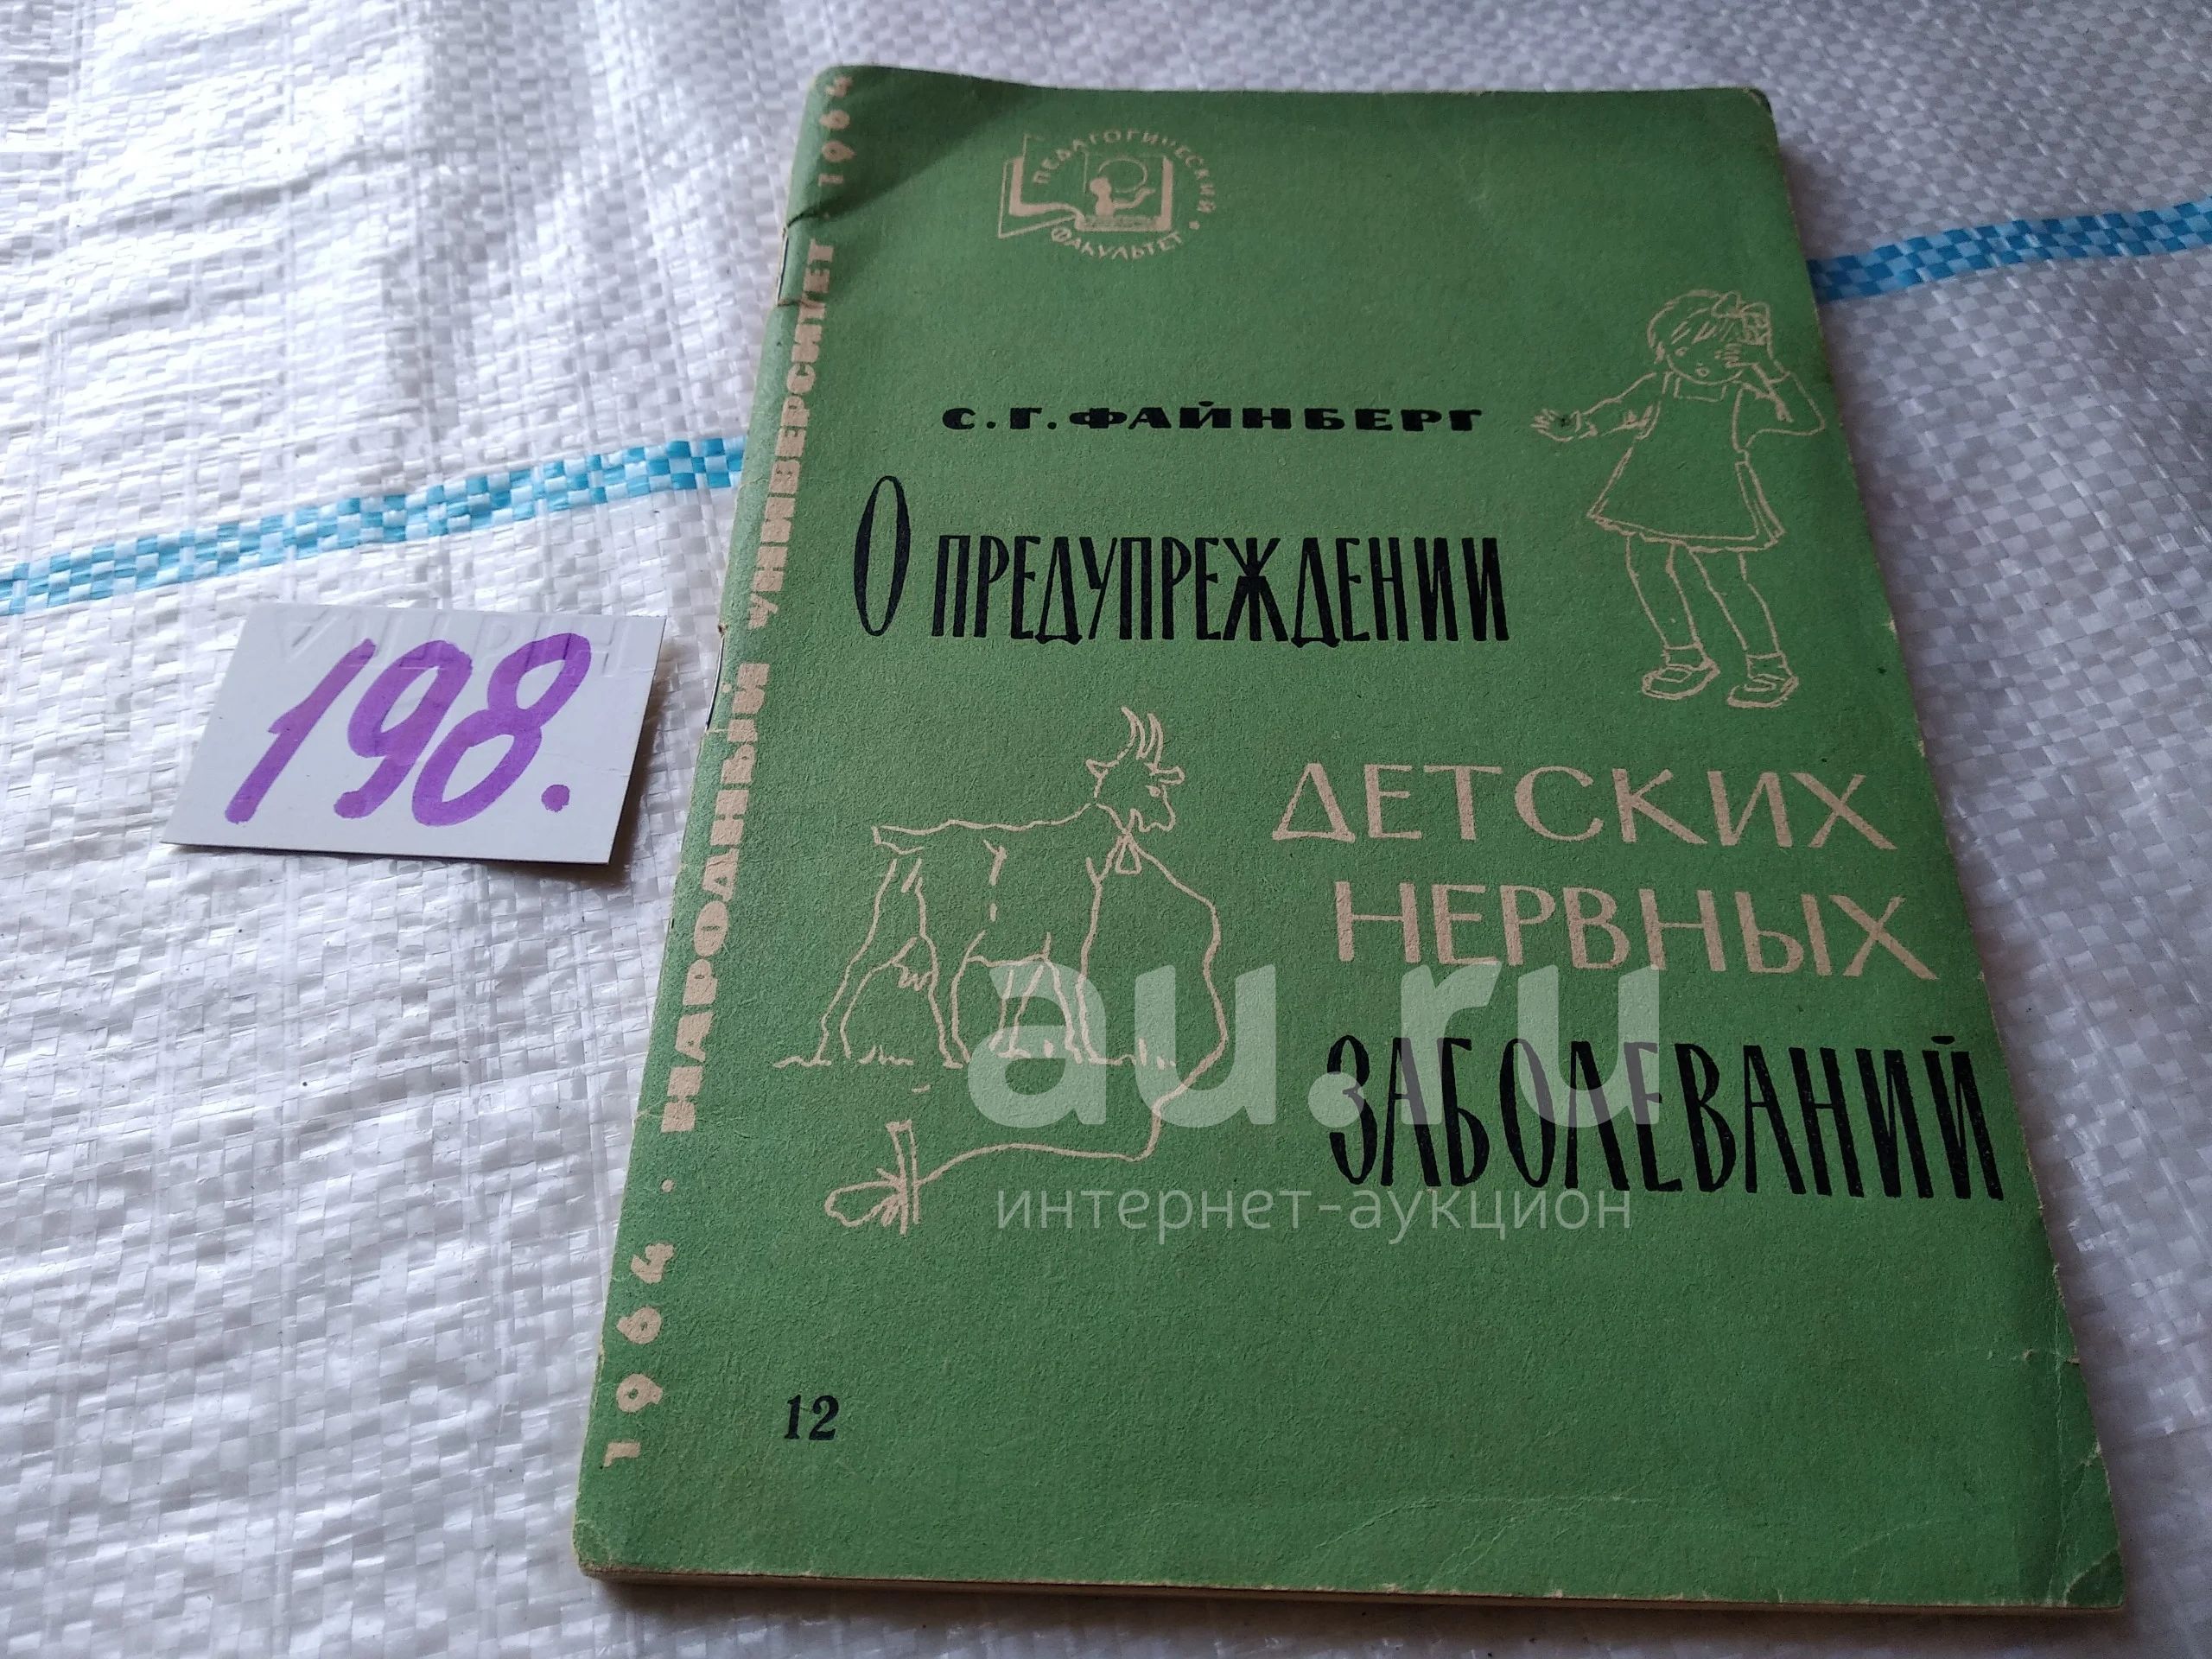 ПЕДАГОГИЧЕСКИЙ
ФАКУЛЬТЕТ
1964 . НАРОДНЫЙ УНИВЕРСИТЕТ . 1964
С. Г. ФАЙНБЕРГ
О ПРЕДУПРЕЖДЕНИИ
ДЕТСКИХ
НЕРВНЫХ
ЗАБОЛЕВАНИЙ
198.
au.ru
интернет-аукцион
12